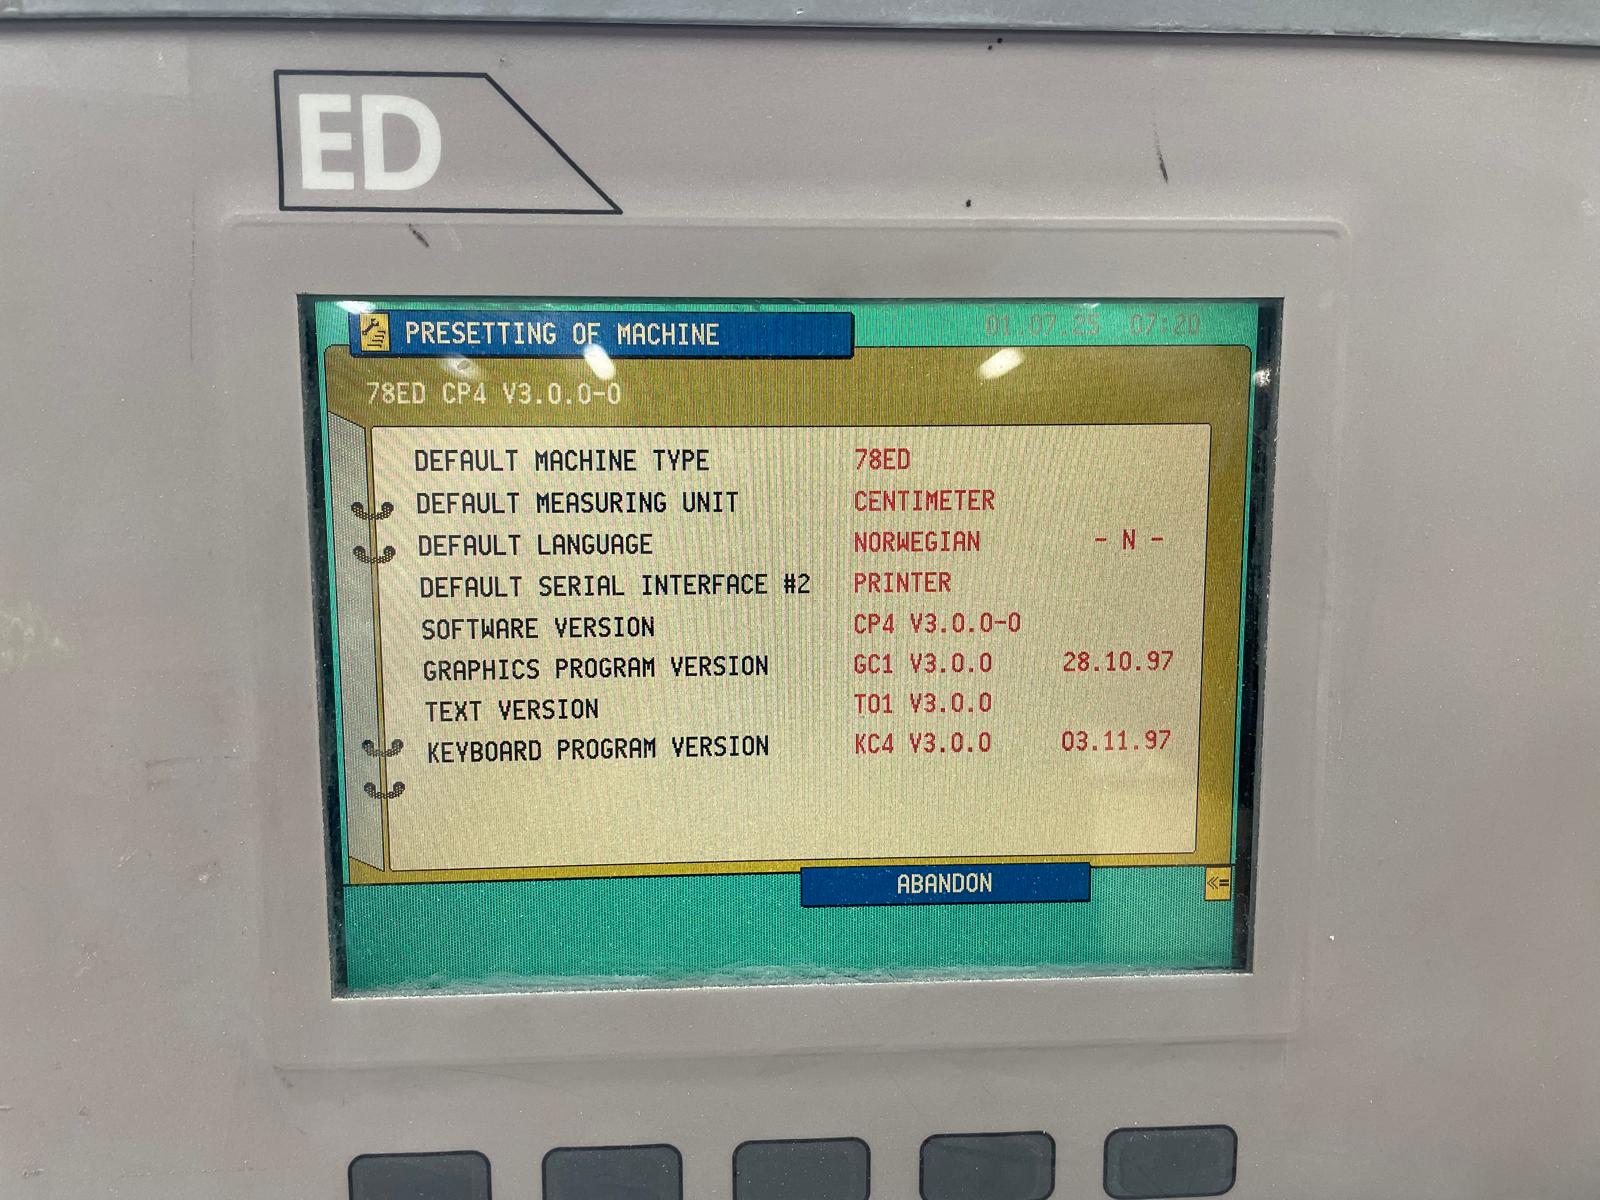 ED
PRESETTING OF MACHINE
01.07.25 07:20
78ED CP4 V3.0.0-0
DEFAULT MACHINE TYPE 78ED
DEFAULT MEASURING UNIT CENTIMETER
DEFAULT LANGUAGE NORWEGIAN - N -
DEFAULT SERIAL INTERFACE #2 PRINTER
SOFTWARE VERSION CP4 V3.0.0-0
GRAPHICS PROGRAM VERSION GC1 V3.0.0 28.10.97
TEXT VERSION TO1 V3.0.0
KEYBOARD PROGRAM VERSION KC4 V3.0.0 03.11.97
ABANDON